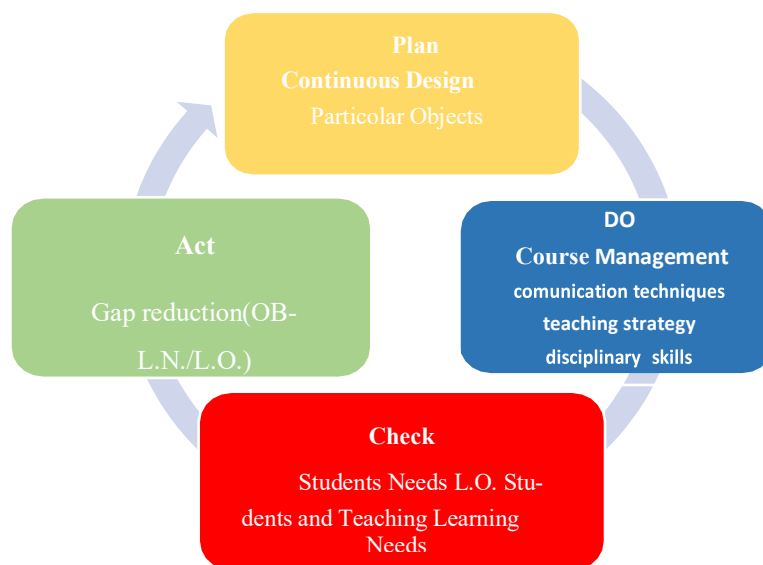 Plan
Continuous Design
Particolar Objects
DO
Course Management
comunication techniques
teaching strategy
disciplinary skills
Check
Students Needs L.O. Stu-
dents and Teaching Learning
Needs
Act
Gap reduction(OB-
L.N./L.O.)